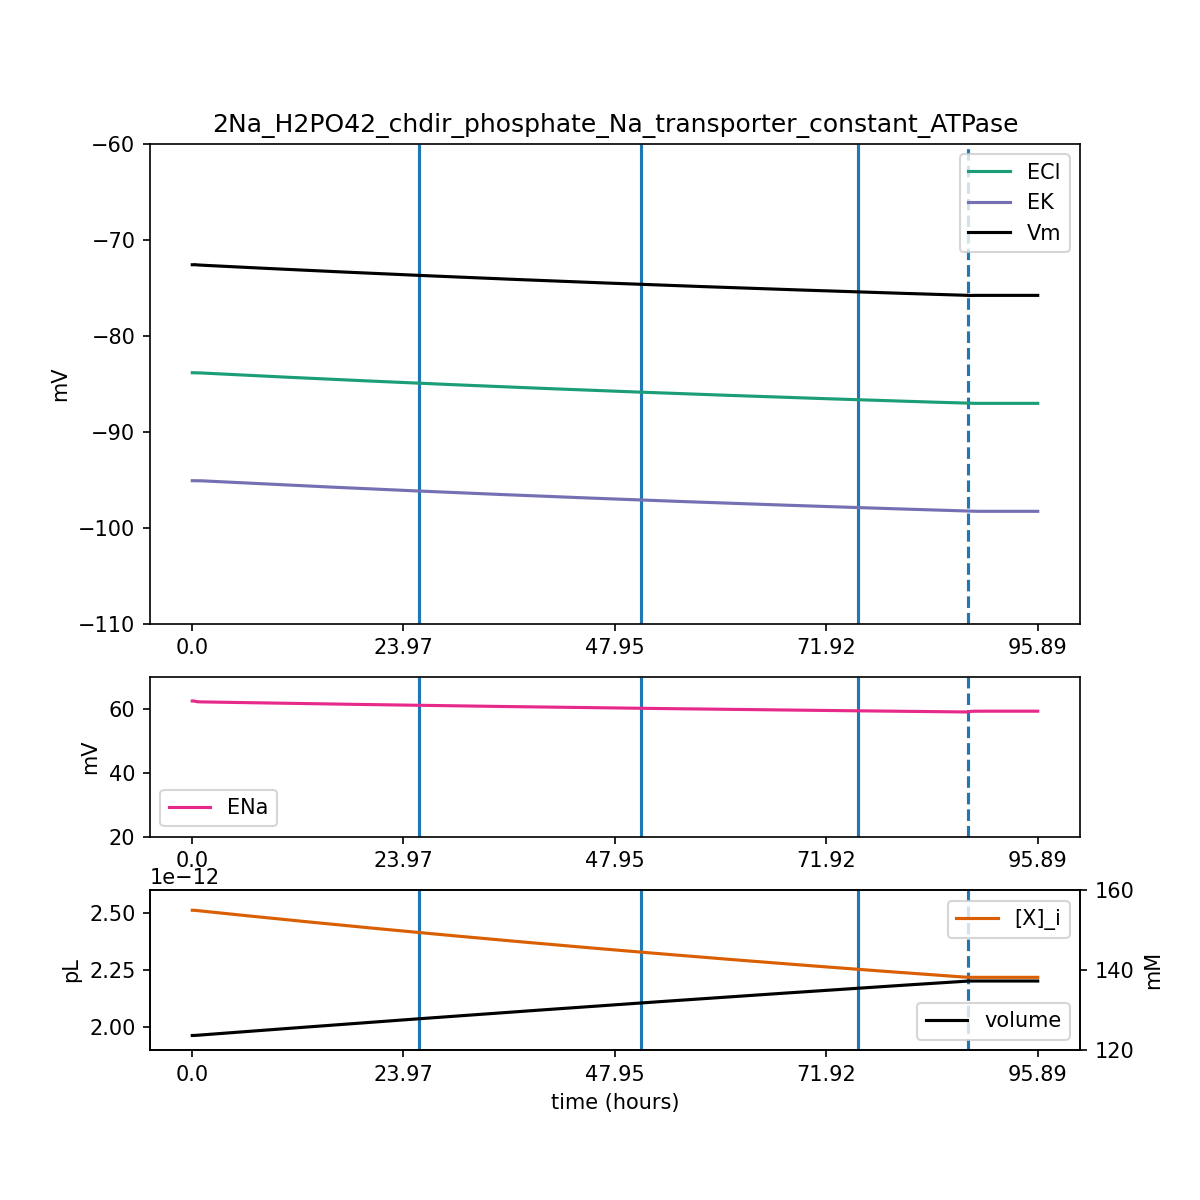 2Na_H2PO42_chdir_phosphate_Na_transporter_constant_ATPase
−60
−70
−80
−90
−100
−110
mV
ECl
EK
Vm
0.0 23.97 47.95 71.92 95.89
60
40
20
mV
ENa
0.0 23.97 47.95 71.92 95.89
1e−12
2.50
2.25
2.00
pL
[X]_i
volume
160
140
120
mM
0.0 23.97 47.95 71.92 95.89
time (hours)